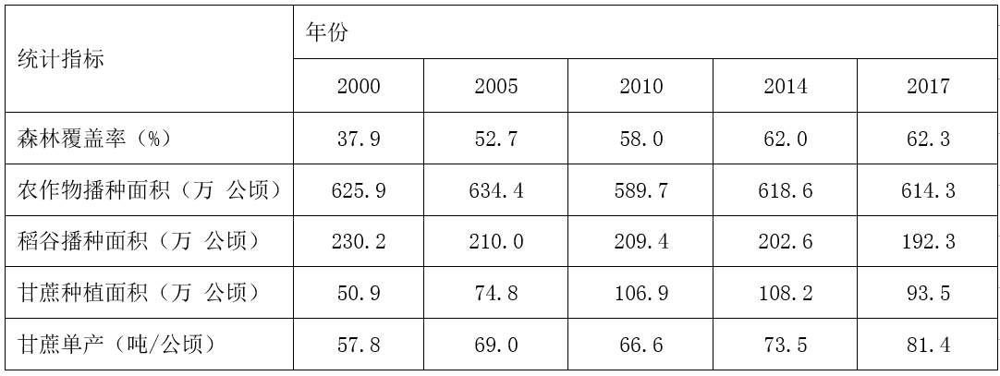 统计指标 年份
2000 2005 2010 2014 2017
森林覆盖率（%） 37.9 52.7 58.0 62.0 62.3
农作物播种面积（万 公顷） 625.9 634.4 589.7 618.6 614.3
稻谷播种面积（万 公顷） 230.2 210.0 209.4 202.6 192.3
甘蔗种植面积（万 公顷） 50.9 74.8 106.9 108.2 93.5
甘蔗单产（吨/公顷） 57.8 69.0 66.6 73.5 81.4